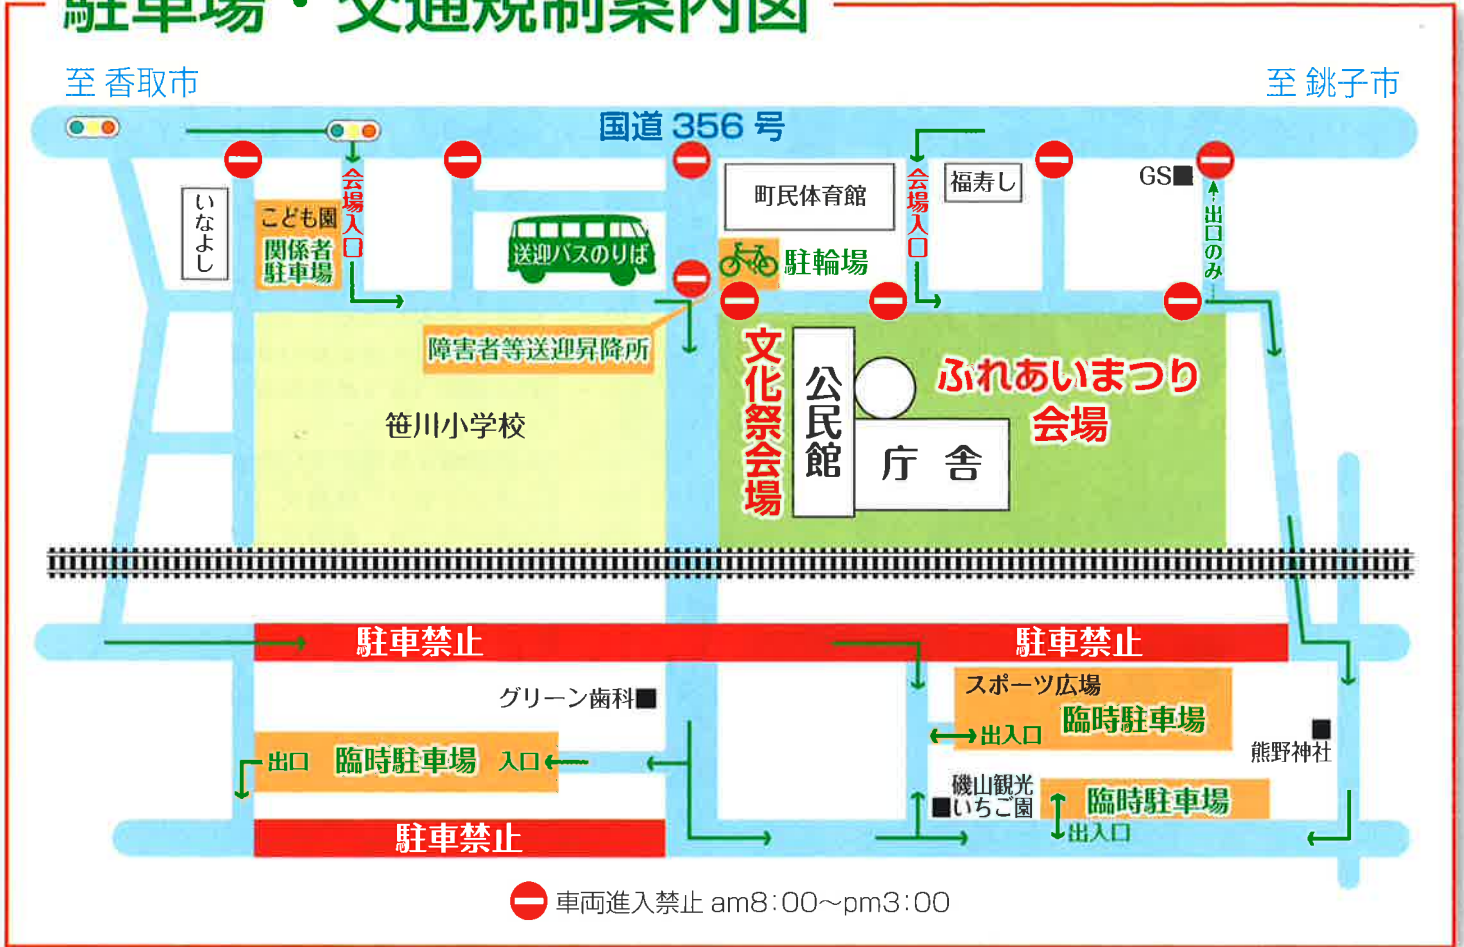 駐車場・交通規制案内図
至 香取市
至 銚子市
国道 356 号
いなよし
こども園
関係者
駐車場
会場入口
送迎バスのりば
町民体育館
駐輪場
会場入口
福寿し
GS■
出口のみ
障害者等送迎昇降所
笹川小学校
文化祭会場
公民館
庁舎
ふれあいまつり
会場
駐車禁止
駐車禁止
グリーン歯科■
スポーツ広場
臨時駐車場
出入口
熊野神社
出口
臨時駐車場
入口
磯山観光
■いちご園
臨時駐車場
出入口
駐車禁止
車両進入禁止 am8:00〜pm3:00